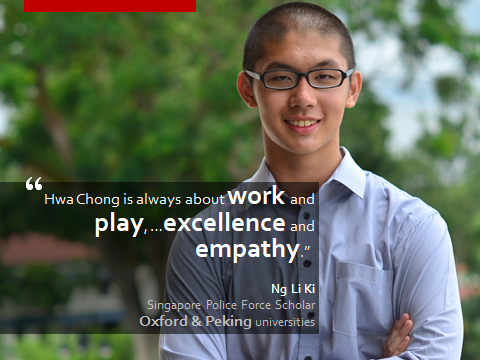 “Hwa Chong is always about work and
play, ...excellence and
empathy.”
Ng Li Ki
Singapore Police Force Scholar
Oxford & Peking universities